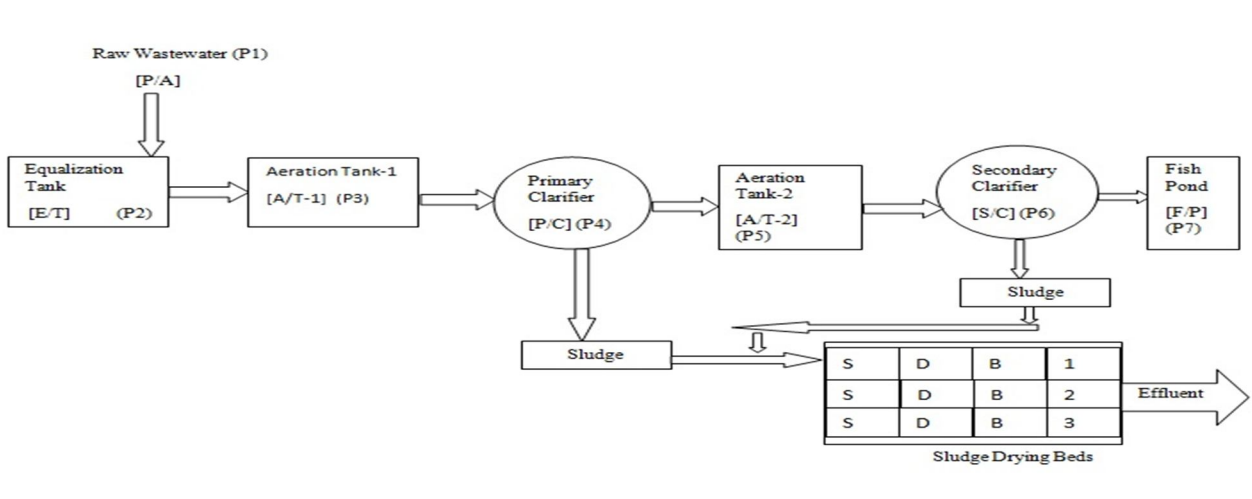 Raw Wastewater (P1)
[P/A]
Equalization
Tank
[E/T] (P2)
Aeration Tank-1
[A/T-1] (P3)
Primary
Clarifier
[P/C] (P4)
Aeration
Tank-2
[A/T-2]
(P5)
Secondary
Clarifier
[S/C] (P6)
Fish
Pond
[F/P]
(P7)
Sludge
Sludge
S D B 1
S D B 2
S D B 3
Effluent
Sludge Drying Beds